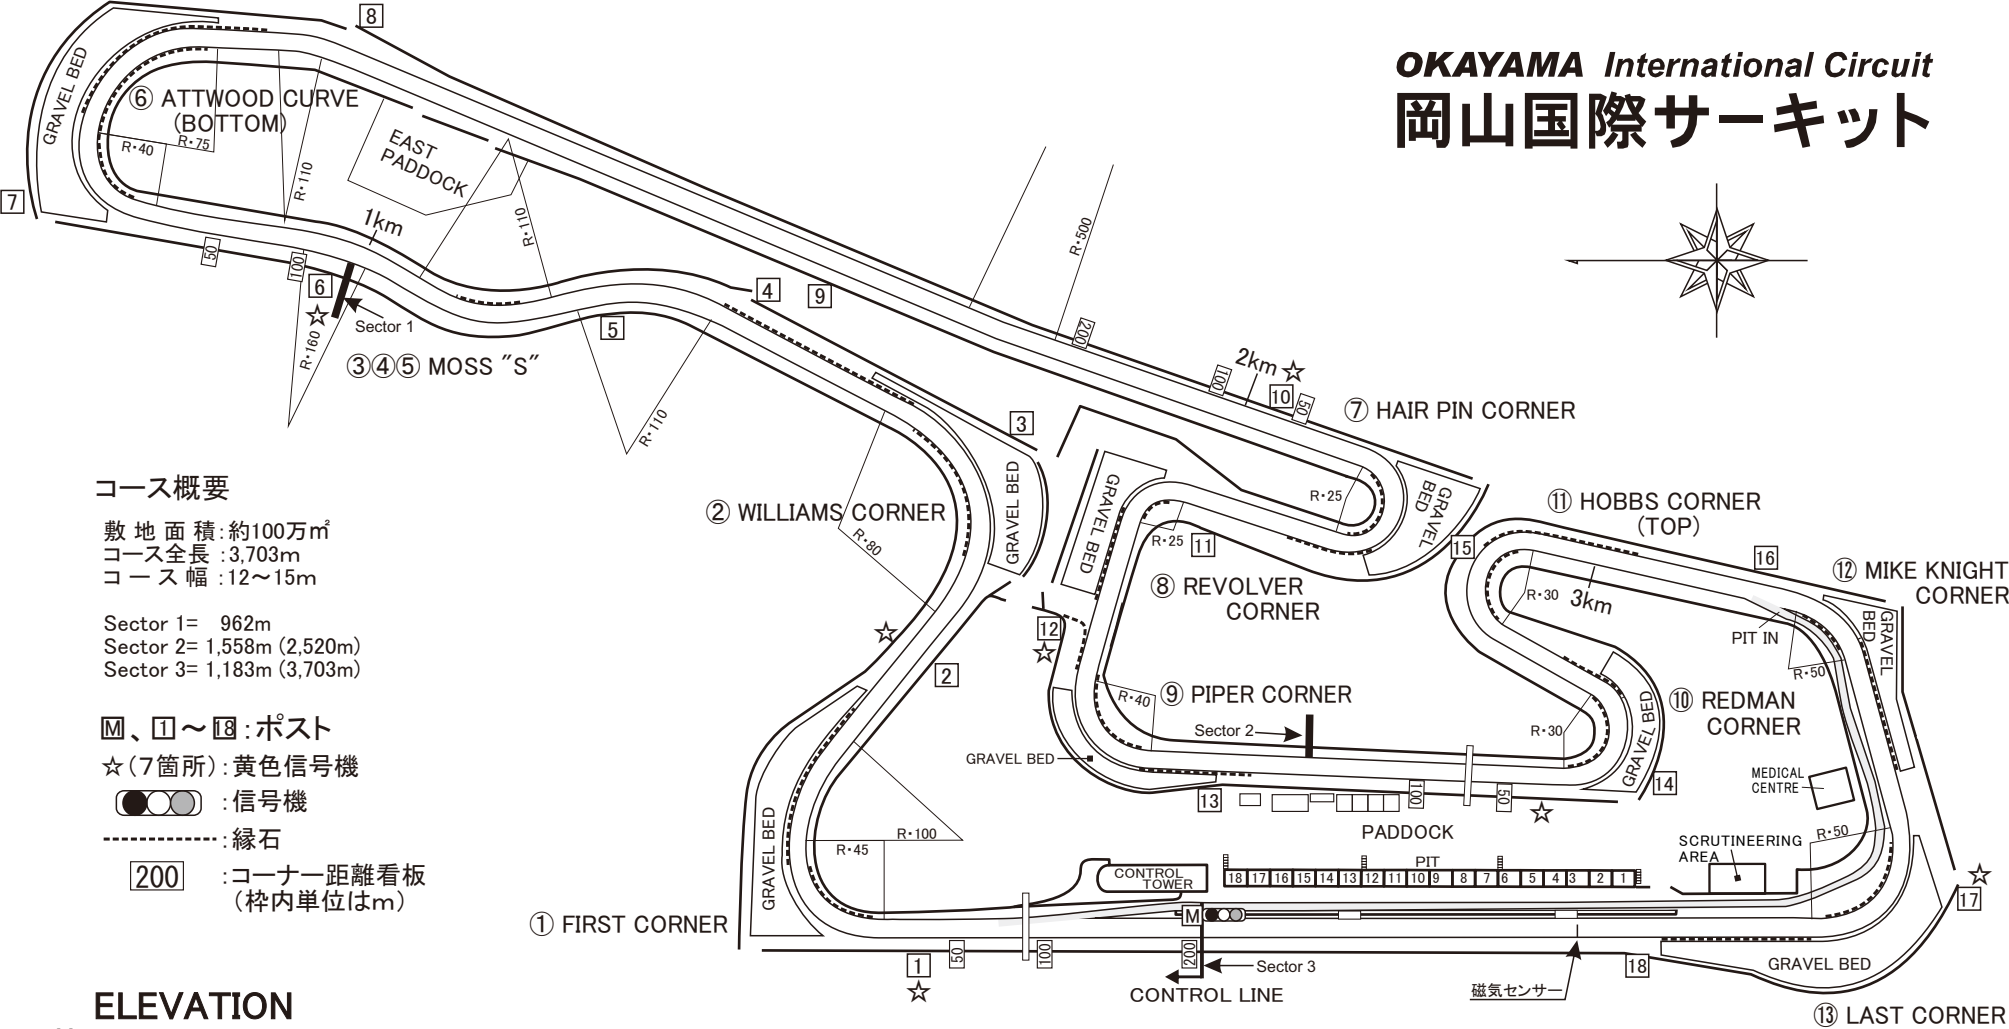 OKAYAMA International Circuit
岡山国際サーキット
8
GRAVEL BED
⑥ ATTWOOD CURVE
(BOTTOM)
R・40
R・75
R・110
EAST
PADDOCK
7
1km
50
100
6
☆
Sector 1
R・160
③④⑤ MOSS "S"
R・110
5
4
9
R・110
R・500
200
2km ☆
100
10
50
⑦ HAIR PIN CORNER
3
GRAVEL BED
② WILLIAMS CORNER
R・80
GRAVEL BED
R・25
GRAVEL
BED
R・25
11
⑧ REVOLVER
CORNER
15
⑪ HOBBS CORNER
(TOP)
16
⑫ MIKE KNIGHT
CORNER
R・30
3km
PIT IN
GRAVEL
BED
R・50
コース概要
敷地面積:約100万㎡
コース全長:3,703m
コース幅:12～15m
Sector 1= 962m
Sector 2= 1,558m (2,520m)
Sector 3= 1,183m (3,703m)
M、1～18:ポスト
☆(7箇所):黄色信号機
:信号機
:縁石
200 :コーナー距離看板
(枠内単位はm)
☆
12
☆
2
R・40
⑨ PIPER CORNER
Sector 2
R・30
⑩ REDMAN
CORNER
GRAVEL BED
GRAVEL BED
13
100
50
☆
14
MEDICAL
CENTRE
PADDOCK
R・100
R・45
GRAVEL BED
R・50
SCRUTINEERING
AREA
CONTROL
TOWER
PIT
18 17 16 15 14 13 12 11 10 9 8 7 6 5 4 3 2 1
☆
17
① FIRST CORNER
M
50
100
200
1
☆
Sector 3
CONTROL LINE
磁気センサー
18
GRAVEL BED
⑬ LAST CORNER
ELEVATION